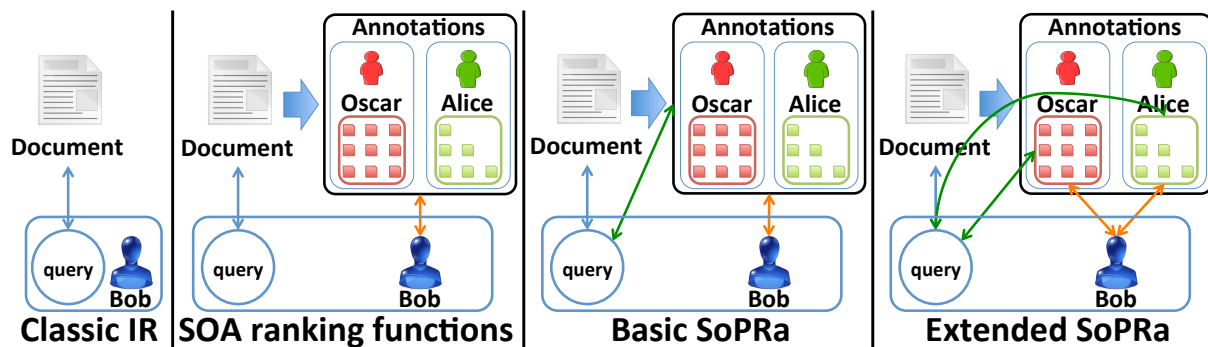 Document
query
Bob
Classic IR
Annotations
Oscar
Alice
Document
query
Bob
SOA ranking functions
Annotations
Oscar
Alice
Document
query
Bob
Basic SoPRa
Annotations
Oscar
Alice
Document
query
Bob
Extended SoPRa